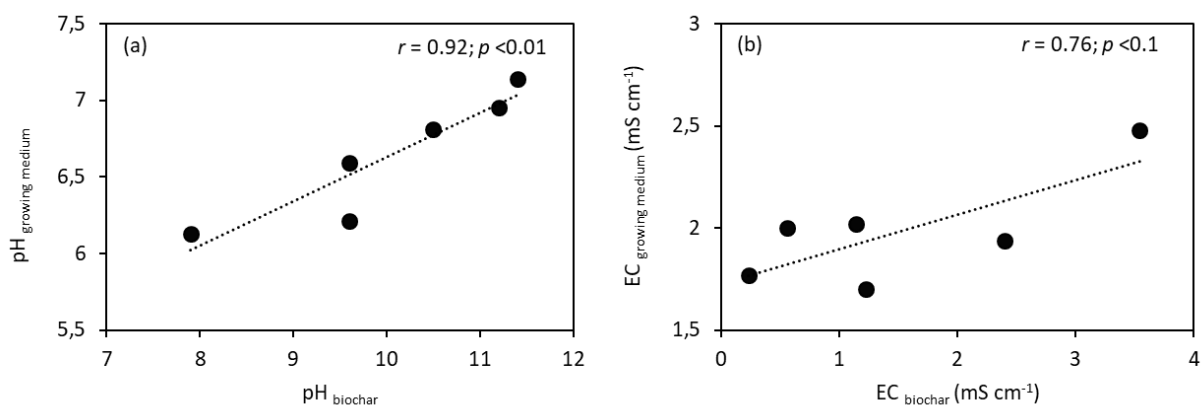 (a)
r = 0.92; p <0.01
7,5
7
6,5
6
5,5
pH growing medium
7 8 9 10 11 12
pH biochar
(b)
r = 0.76; p <0.1
3
2,5
2
1,5
EC growing medium (mS cm⁻¹)
0 1 2 3 4
EC biochar (mS cm⁻¹)